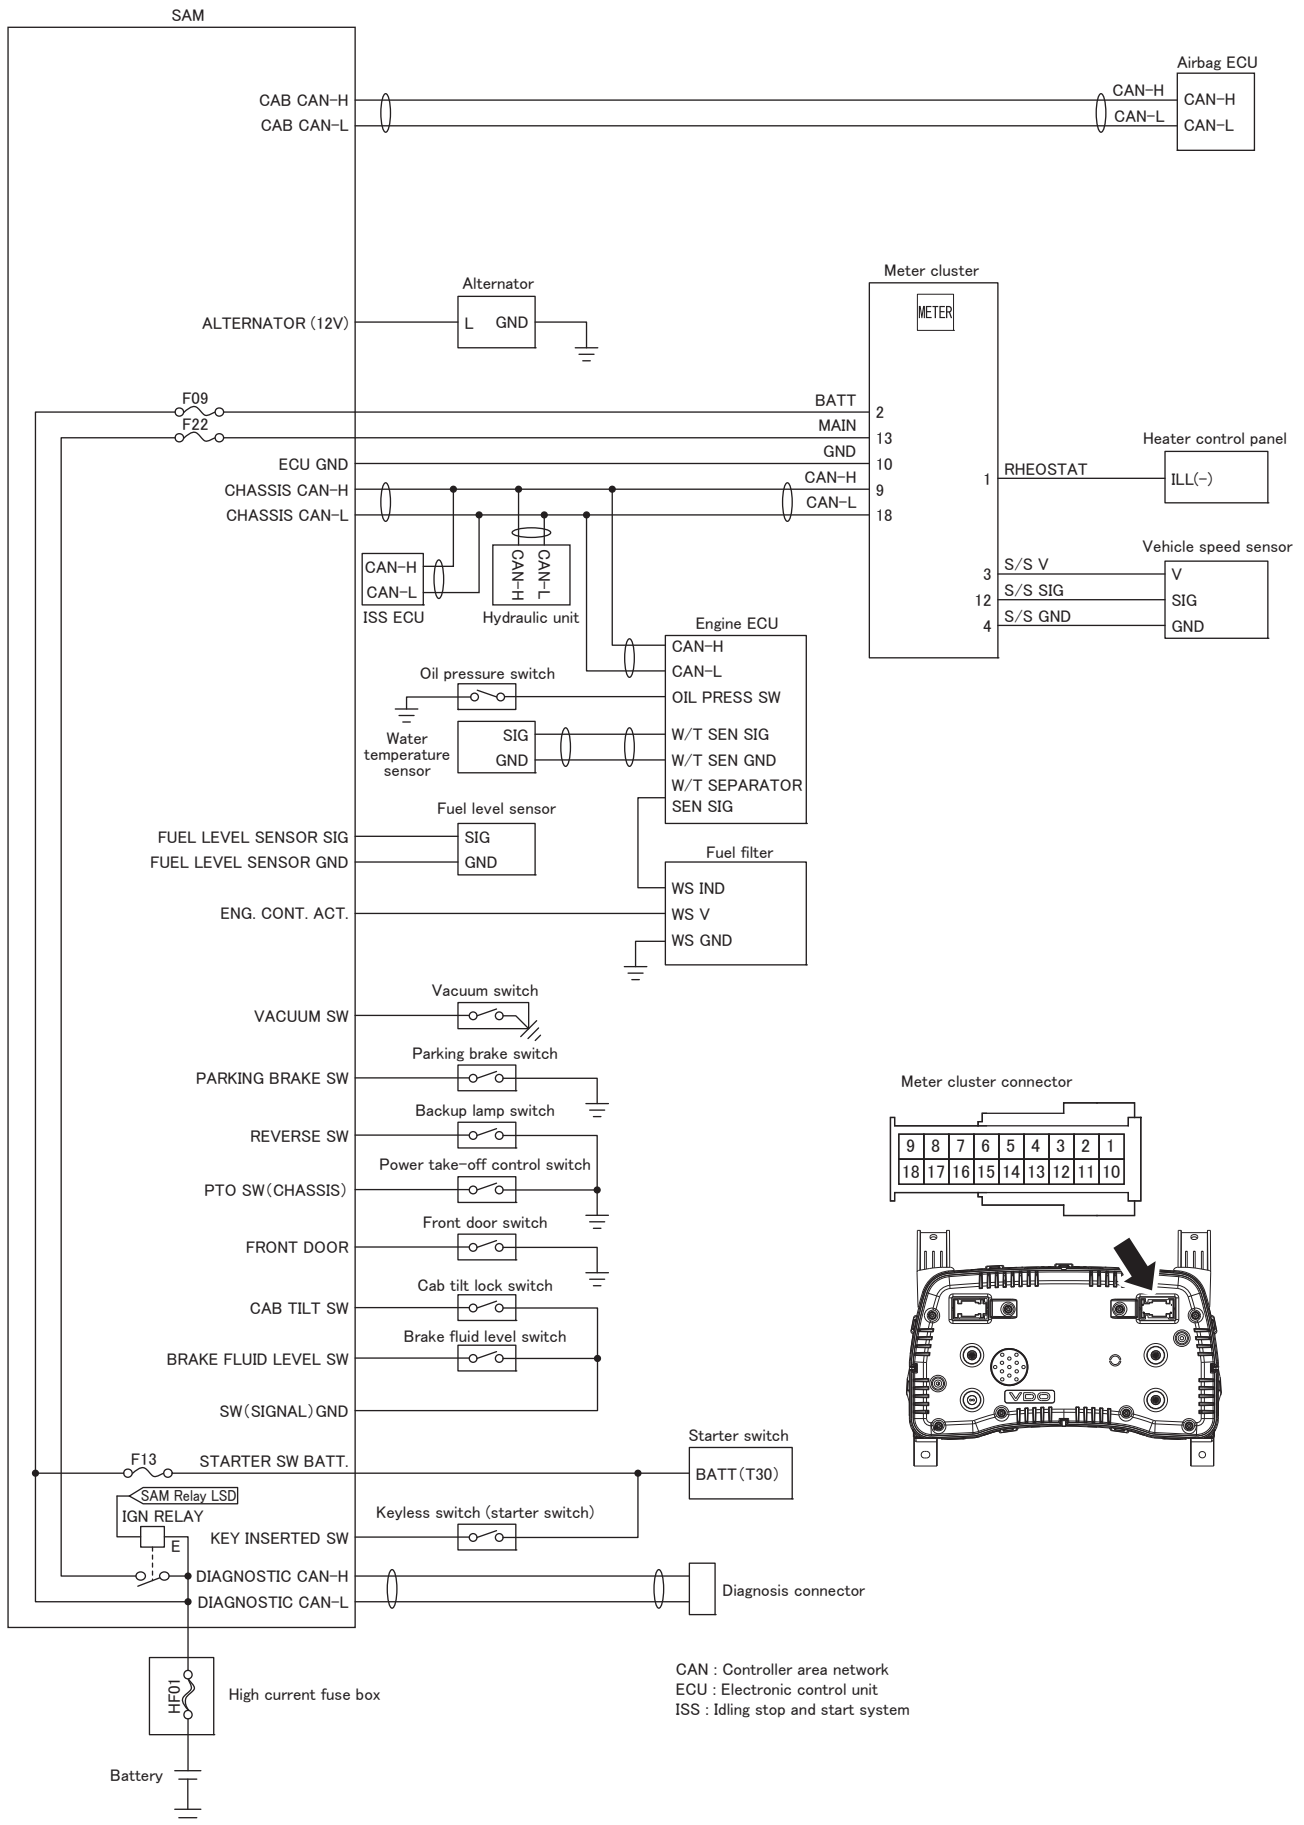 SAM
Airbag ECU
CAB CAN-H
CAN-H
CAN-H
CAB CAN-L
CAN-L
CAN-L
Meter cluster
METER
Alternator
ALTERNATOR (12V)
L GND
F09
BATT
2
F22
MAIN
13
ECU GND
GND
10
CHASSIS CAN-H
CAN-H
9
CHASSIS CAN-L
CAN-L
18
Heater control panel
1
RHEOSTAT
ILL(-)
Vehicle speed sensor
3
S/S V
V
12
S/S SIG
SIG
4
S/S GND
GND
CAN-H
CAN-L
ISS ECU
CAN-H
CAN-L
Hydraulic unit
Engine ECU
CAN-H
CAN-L
Oil pressure switch
OIL PRESS SW
Water
temperature
sensor
SIG
GND
W/T SEN SIG
W/T SEN GND
W/T SEPARATOR
SEN SIG
Fuel level sensor
FUEL LEVEL SENSOR SIG
SIG
FUEL LEVEL SENSOR GND
GND
Fuel filter
WS IND
ENG. CONT. ACT.
WS V
WS GND
Vacuum switch
VACUUM SW
Parking brake switch
PARKING BRAKE SW
Backup lamp switch
REVERSE SW
Power take-off control switch
PTO SW(CHASSIS)
Front door switch
FRONT DOOR
Cab tilt lock switch
CAB TILT SW
Brake fluid level switch
BRAKE FLUID LEVEL SW
SW(SIGNAL)GND
Meter cluster connector
9 8 7 6 5 4 3 2 1
18 17 16 15 14 13 12 11 10
VDO
Starter switch
F13
STARTER SW BATT.
BATT(T30)
SAM Relay LSD
IGN RELAY
E
Keyless switch (starter switch)
KEY INSERTED SW
DIAGNOSTIC CAN-H
DIAGNOSTIC CAN-L
Diagnosis connector
HF01
High current fuse box
Battery
CAN : Controller area network
ECU : Electronic control unit
ISS : Idling stop and start system